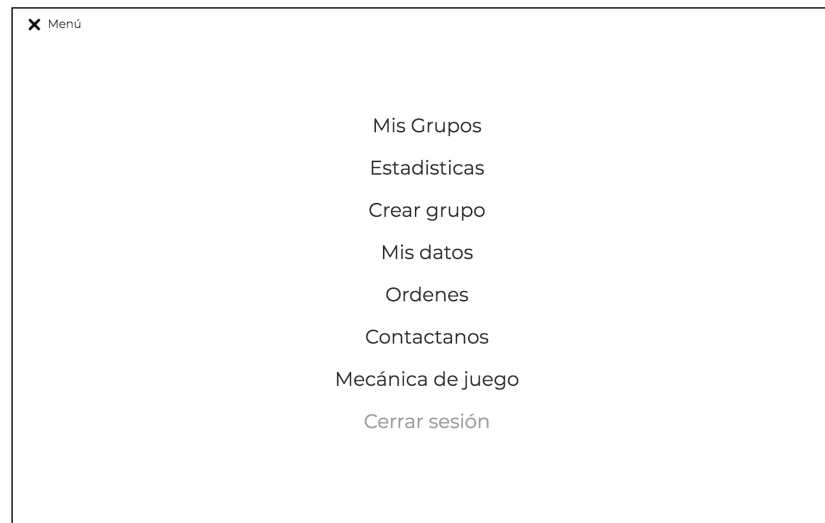 Menú
Mis Grupos
Estadisticas
Crear grupo
Mis datos
Ordenes
Contactanos
Mecánica de juego
Cerrar sesión